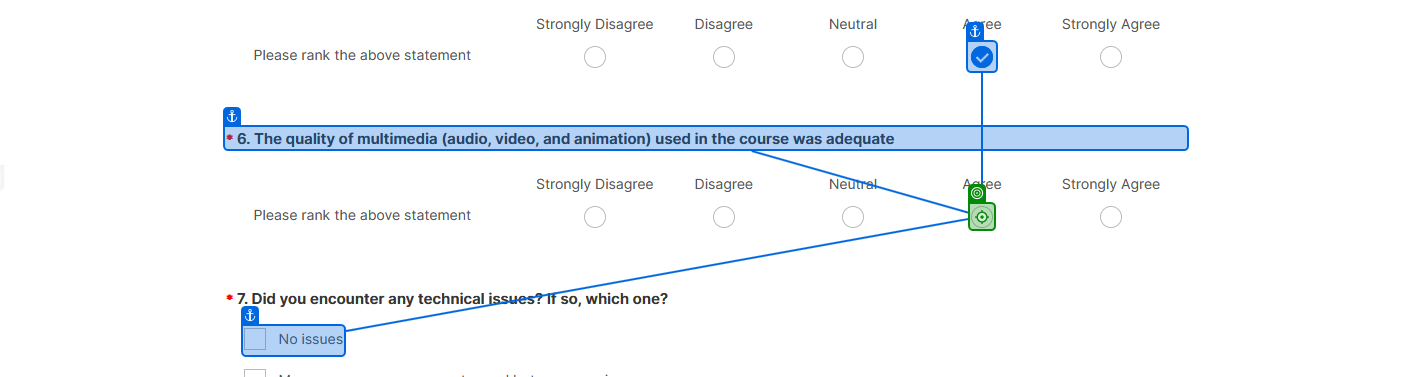 Strongly Disagree Disagree Neutral Agree Strongly Agree
Please rank the above statement
* 6. The quality of multimedia (audio, video, and animation) used in the course was adequate
Strongly Disagree Disagree Neutral Agree Strongly Agree
Please rank the above statement
* 7. Did you encounter any technical issues? If so, which one?
No issues